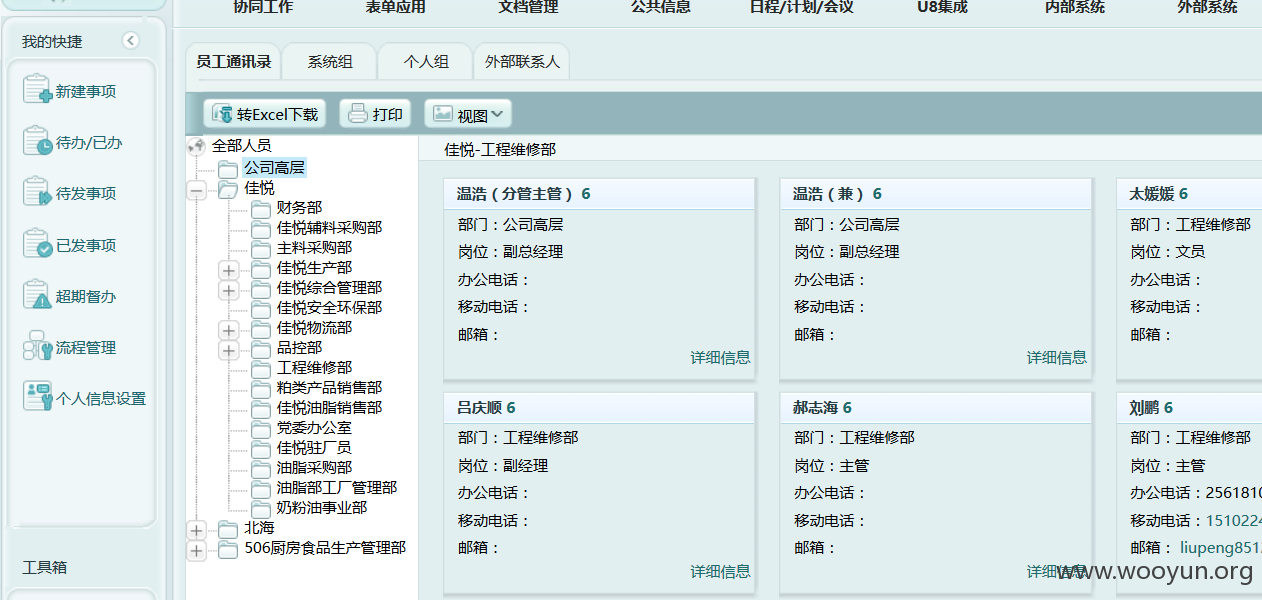 协同工作 表单应用 文档管理 公共信息 日程/计划/会议 U8集成 内部系统 外部系统
我的快捷
新建事项
待办/已办
待发事项
已发事项
超期督办
流程管理
个人信息设置
工具箱
员工通讯录 系统组 个人组 外部联系人
转Excel下载 打印 视图
全部人员
公司高层
佳悦
财务部
佳悦辅料采购部
主料采购部
佳悦生产部
佳悦综合管理部
佳悦安全环保部
佳悦物流部
品控部
工程维修部
粕类产品销售部
佳悦油脂销售部
党委办公室
佳悦驻厂员
油脂采购部
油脂部工厂管理部
奶粉油事业部
北海
506厨房食品生产管理部
佳悦-工程维修部
温浩（分管主管）6
部门：公司高层
岗位：副总经理
办公电话：
移动电话：
邮箱：
详细信息
温浩（兼）6
部门：公司高层
岗位：副总经理
办公电话：
移动电话：
邮箱：
详细信息
太媛媛 6
部门：工程维修部
岗位：文员
办公电话：
移动电话：
邮箱：
吕庆顺 6
部门：工程维修部
岗位：副经理
办公电话：
移动电话：
邮箱：
详细信息
郝志海 6
部门：工程维修部
岗位：主管
办公电话：
移动电话：
邮箱：
详细信息
刘鹏 6
部门：工程维修部
岗位：主管
办公电话：2561810
移动电话：1510224
邮箱：liupeng851
www.wooyun.org